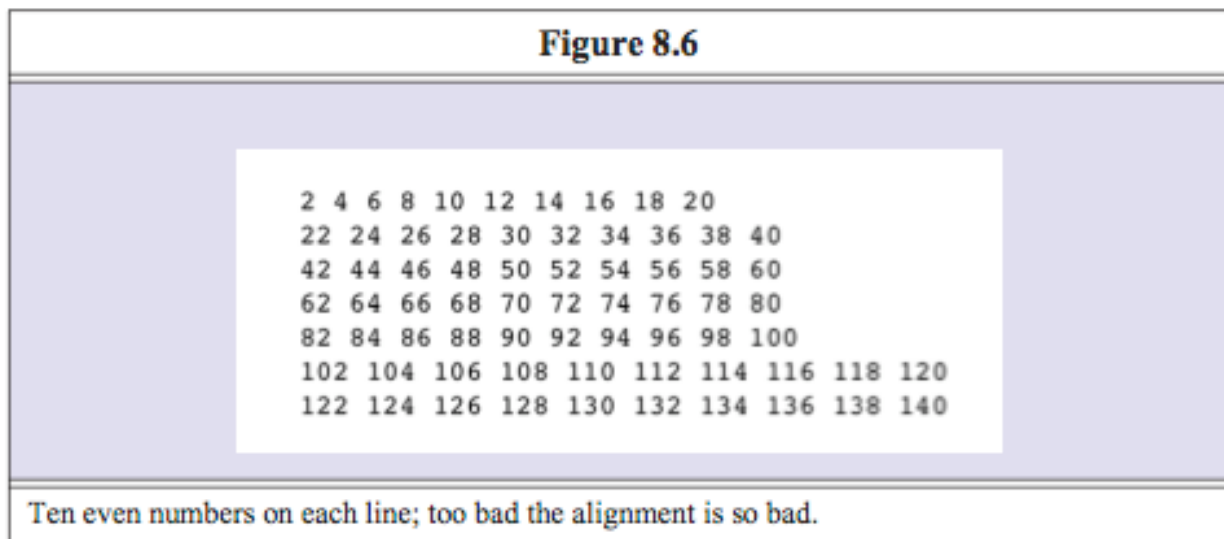 Figure 8.6
2 4 6 8 10 12 14 16 18 20
22 24 26 28 30 32 34 36 38 40
42 44 46 48 50 52 54 56 58 60
62 64 66 68 70 72 74 76 78 80
82 84 86 88 90 92 94 96 98 100
102 104 106 108 110 112 114 116 118 120
122 124 126 128 130 132 134 136 138 140
Ten even numbers on each line; too bad the alignment is so bad.